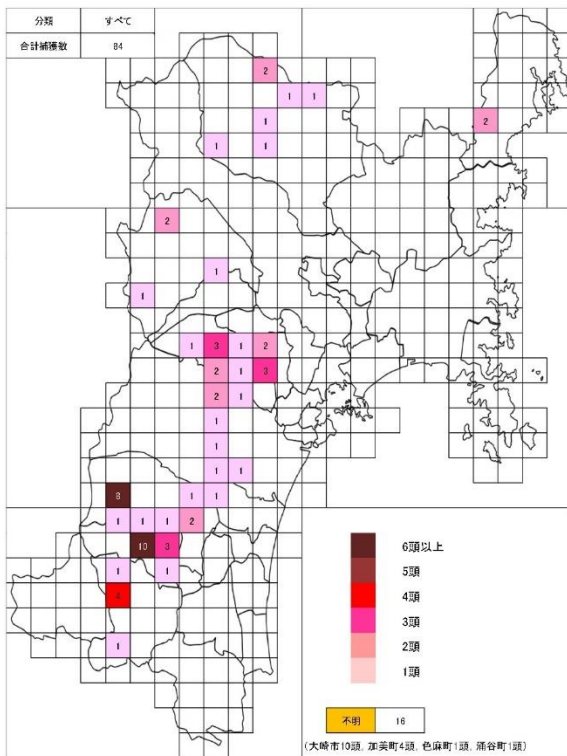 分類 すべて
合計捕獲数 84
2
1 1
1 2
1 1
2
1
1
1 3 1 2
2 1 3
2 1
1
1
1 1
8 1 1
1 1 1 2
10 3
1 1
4
1
6頭以上
5頭
4頭
3頭
2頭
1頭
不明 16
(大崎市10頭, 加美町4頭, 色麻町1頭, 涌谷町1頭)